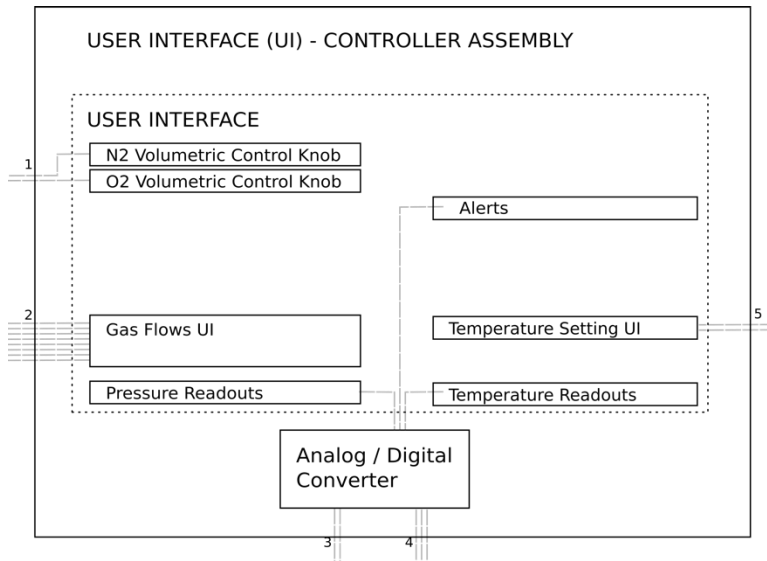 USER INTERFACE (UI) - CONTROLLER ASSEMBLY
USER INTERFACE
N2 Volumetric Control Knob
1
O2 Volumetric Control Knob
Alerts
2
5
Gas Flows UI
Temperature Setting UI
Pressure Readouts
Temperature Readouts
Analog / Digital
Converter
3
4